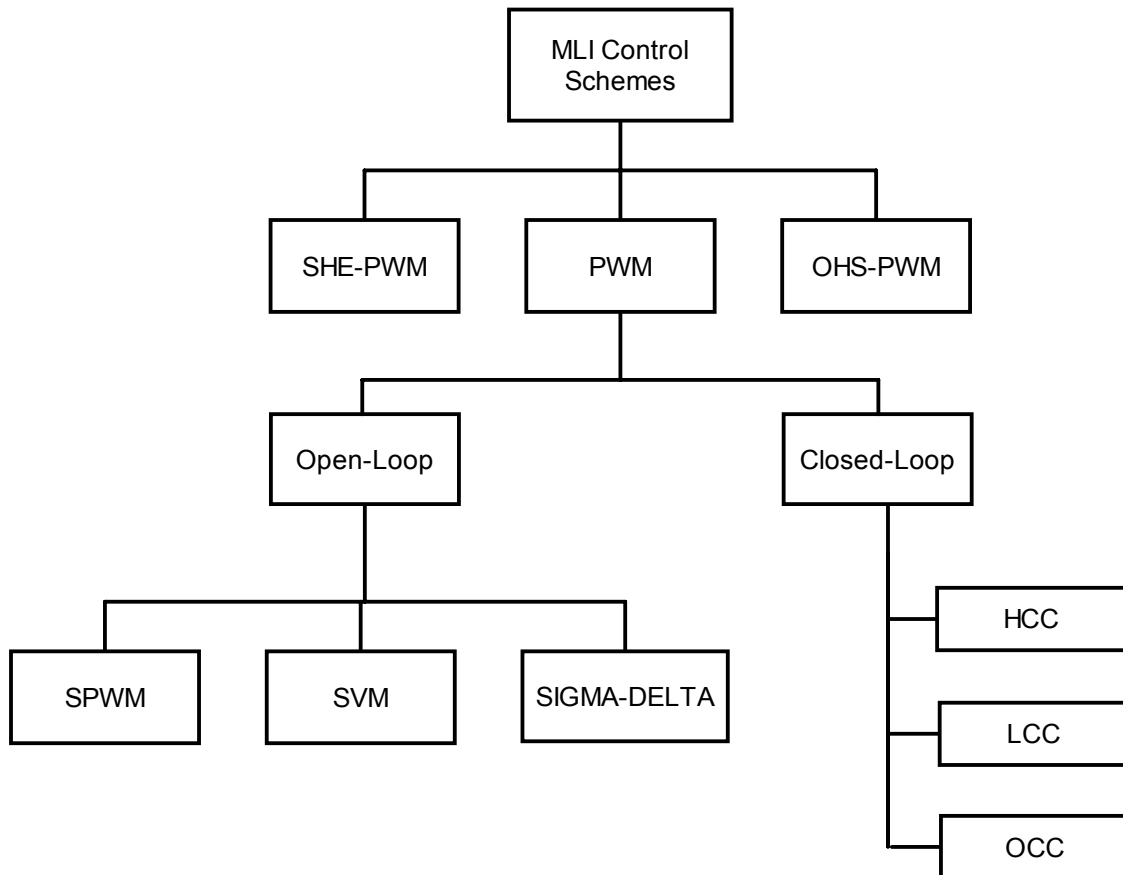 MLI Control
Schemes
SHE-PWM
PWM
OHS-PWM
Open-Loop
Closed-Loop
HCC
SPWM
SVM
SIGMA-DELTA
LCC
OCC